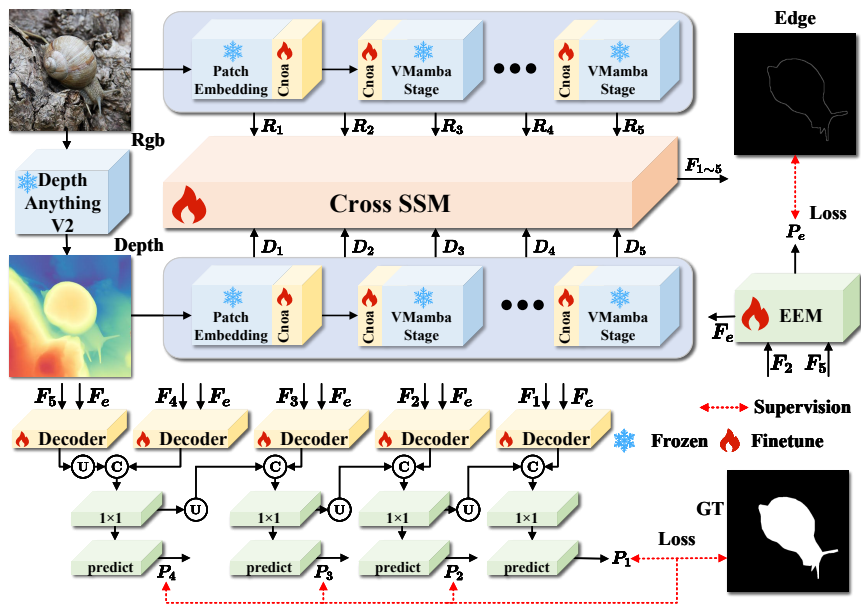 Edge
Patch
Embedding
Cnoa
Cnoa
VMamba
Stage
Cnoa
VMamba
Stage
Rgb
R1
R2
R3
R4
R5
Depth
Anything
V2
Cross SSM
F1~5
Loss
Pe
Depth
D1
D2
D3
D4
D5
Patch
Embedding
Cnoa
Cnoa
VMamba
Stage
Cnoa
VMamba
Stage
EEM
Fe
F2
F5
F5 Fe
F4 Fe
F3 Fe
F2 Fe
F1 Fe
Supervision
Decoder
Decoder
Decoder
Decoder
Decoder
Frozen
Finetune
U
C
C
C
C
1×1
U
1×1
U
1×1
U
1×1
GT
Loss
predict
P4
predict
P3
predict
P2
predict
P1